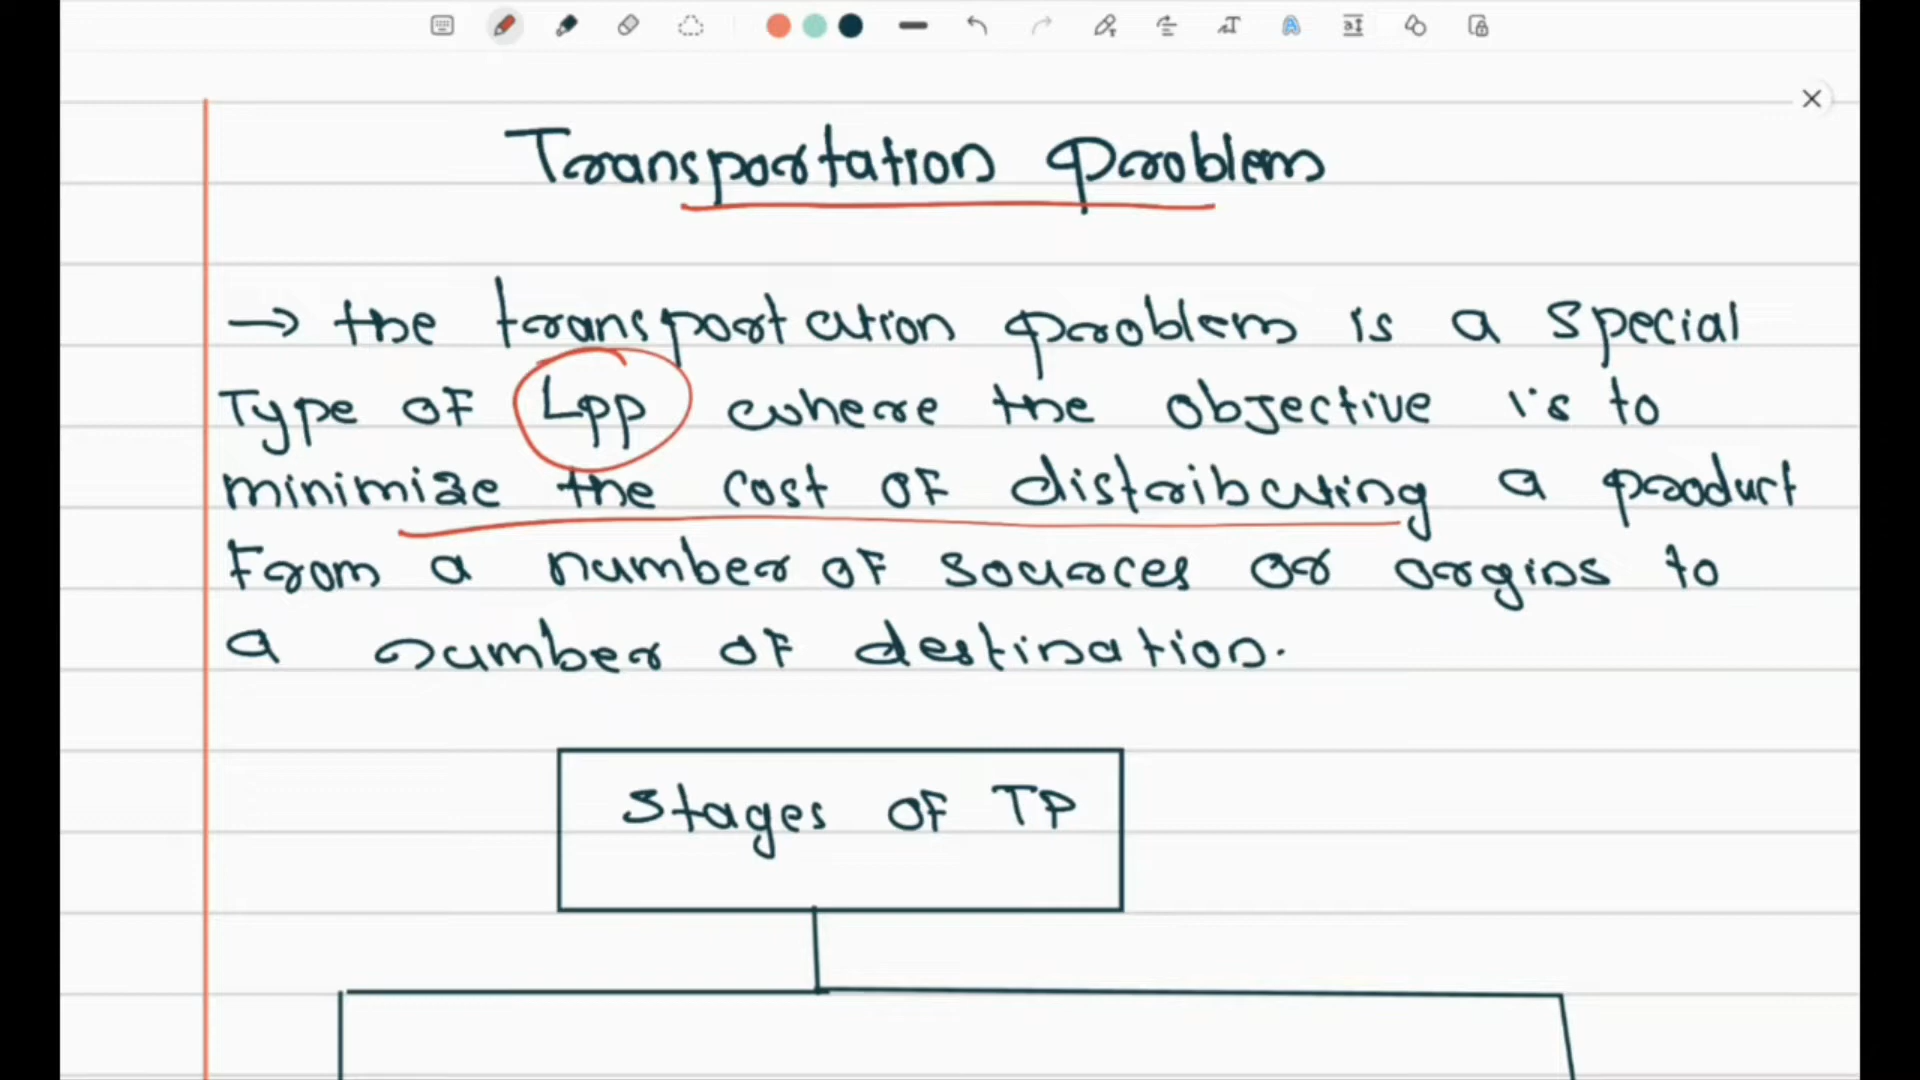 Transportation Problem
→ the transportation problem is a special
Type of Lpp where the objective is to
minimize the cost of distributing a product
From a number of sources or orgins to
a number of destination.
Stages of TP